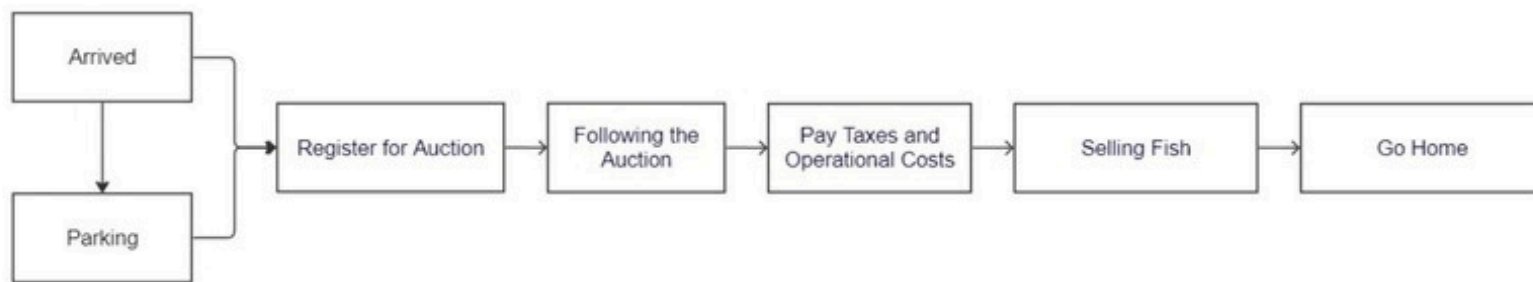 Arrived
Parking
Register for Auction
Following the
Auction
Pay Taxes and
Operational Costs
Selling Fish
Go Home